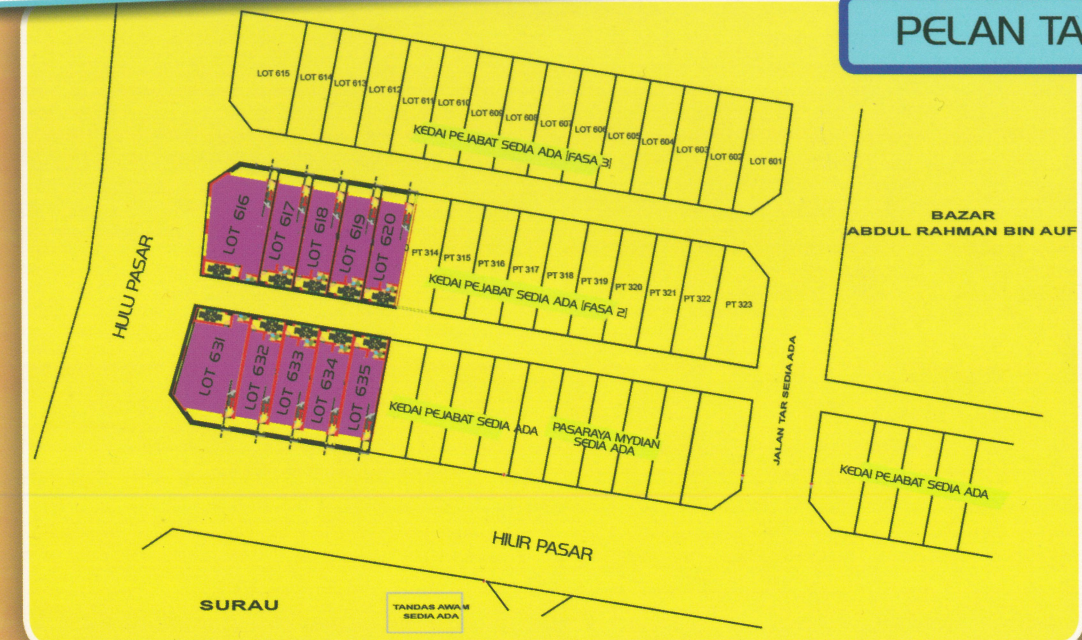 PELAN TA
LOT 615
LOT 614
LOT 613
LOT 612
LOT 611
LOT 610
LOT 609
LOT 608
LOT 607
LOT 606
LOT 605
LOT 604
LOT 603
LOT 602
LOT 601
KEDAI PEJABAT SEDIA ADA [FASA 3]
LOT 616
LOT 617
LOT 618
LOT 619
LOT 620
PT 314
PT 315
PT 316
PT 317
PT 318
PT 319
PT 320
PT 321
PT 322
PT 323
KEDAI PEJABAT SEDIA ADA [FASA 2]
BAZAR
ABDUL RAHMAN BIN AUF
HULU PASAR
LOT 631
LOT 632
LOT 633
LOT 634
LOT 635
KEDAI PEJABAT SEDIA ADA
PASARAYA MYDIAN
SEDIA ADA
JALAN TAR SEDIA ADA
KEDAI PEJABAT SEDIA ADA
HILIR PASAR
SURAU
TANDAS AWAM
SEDIA ADA